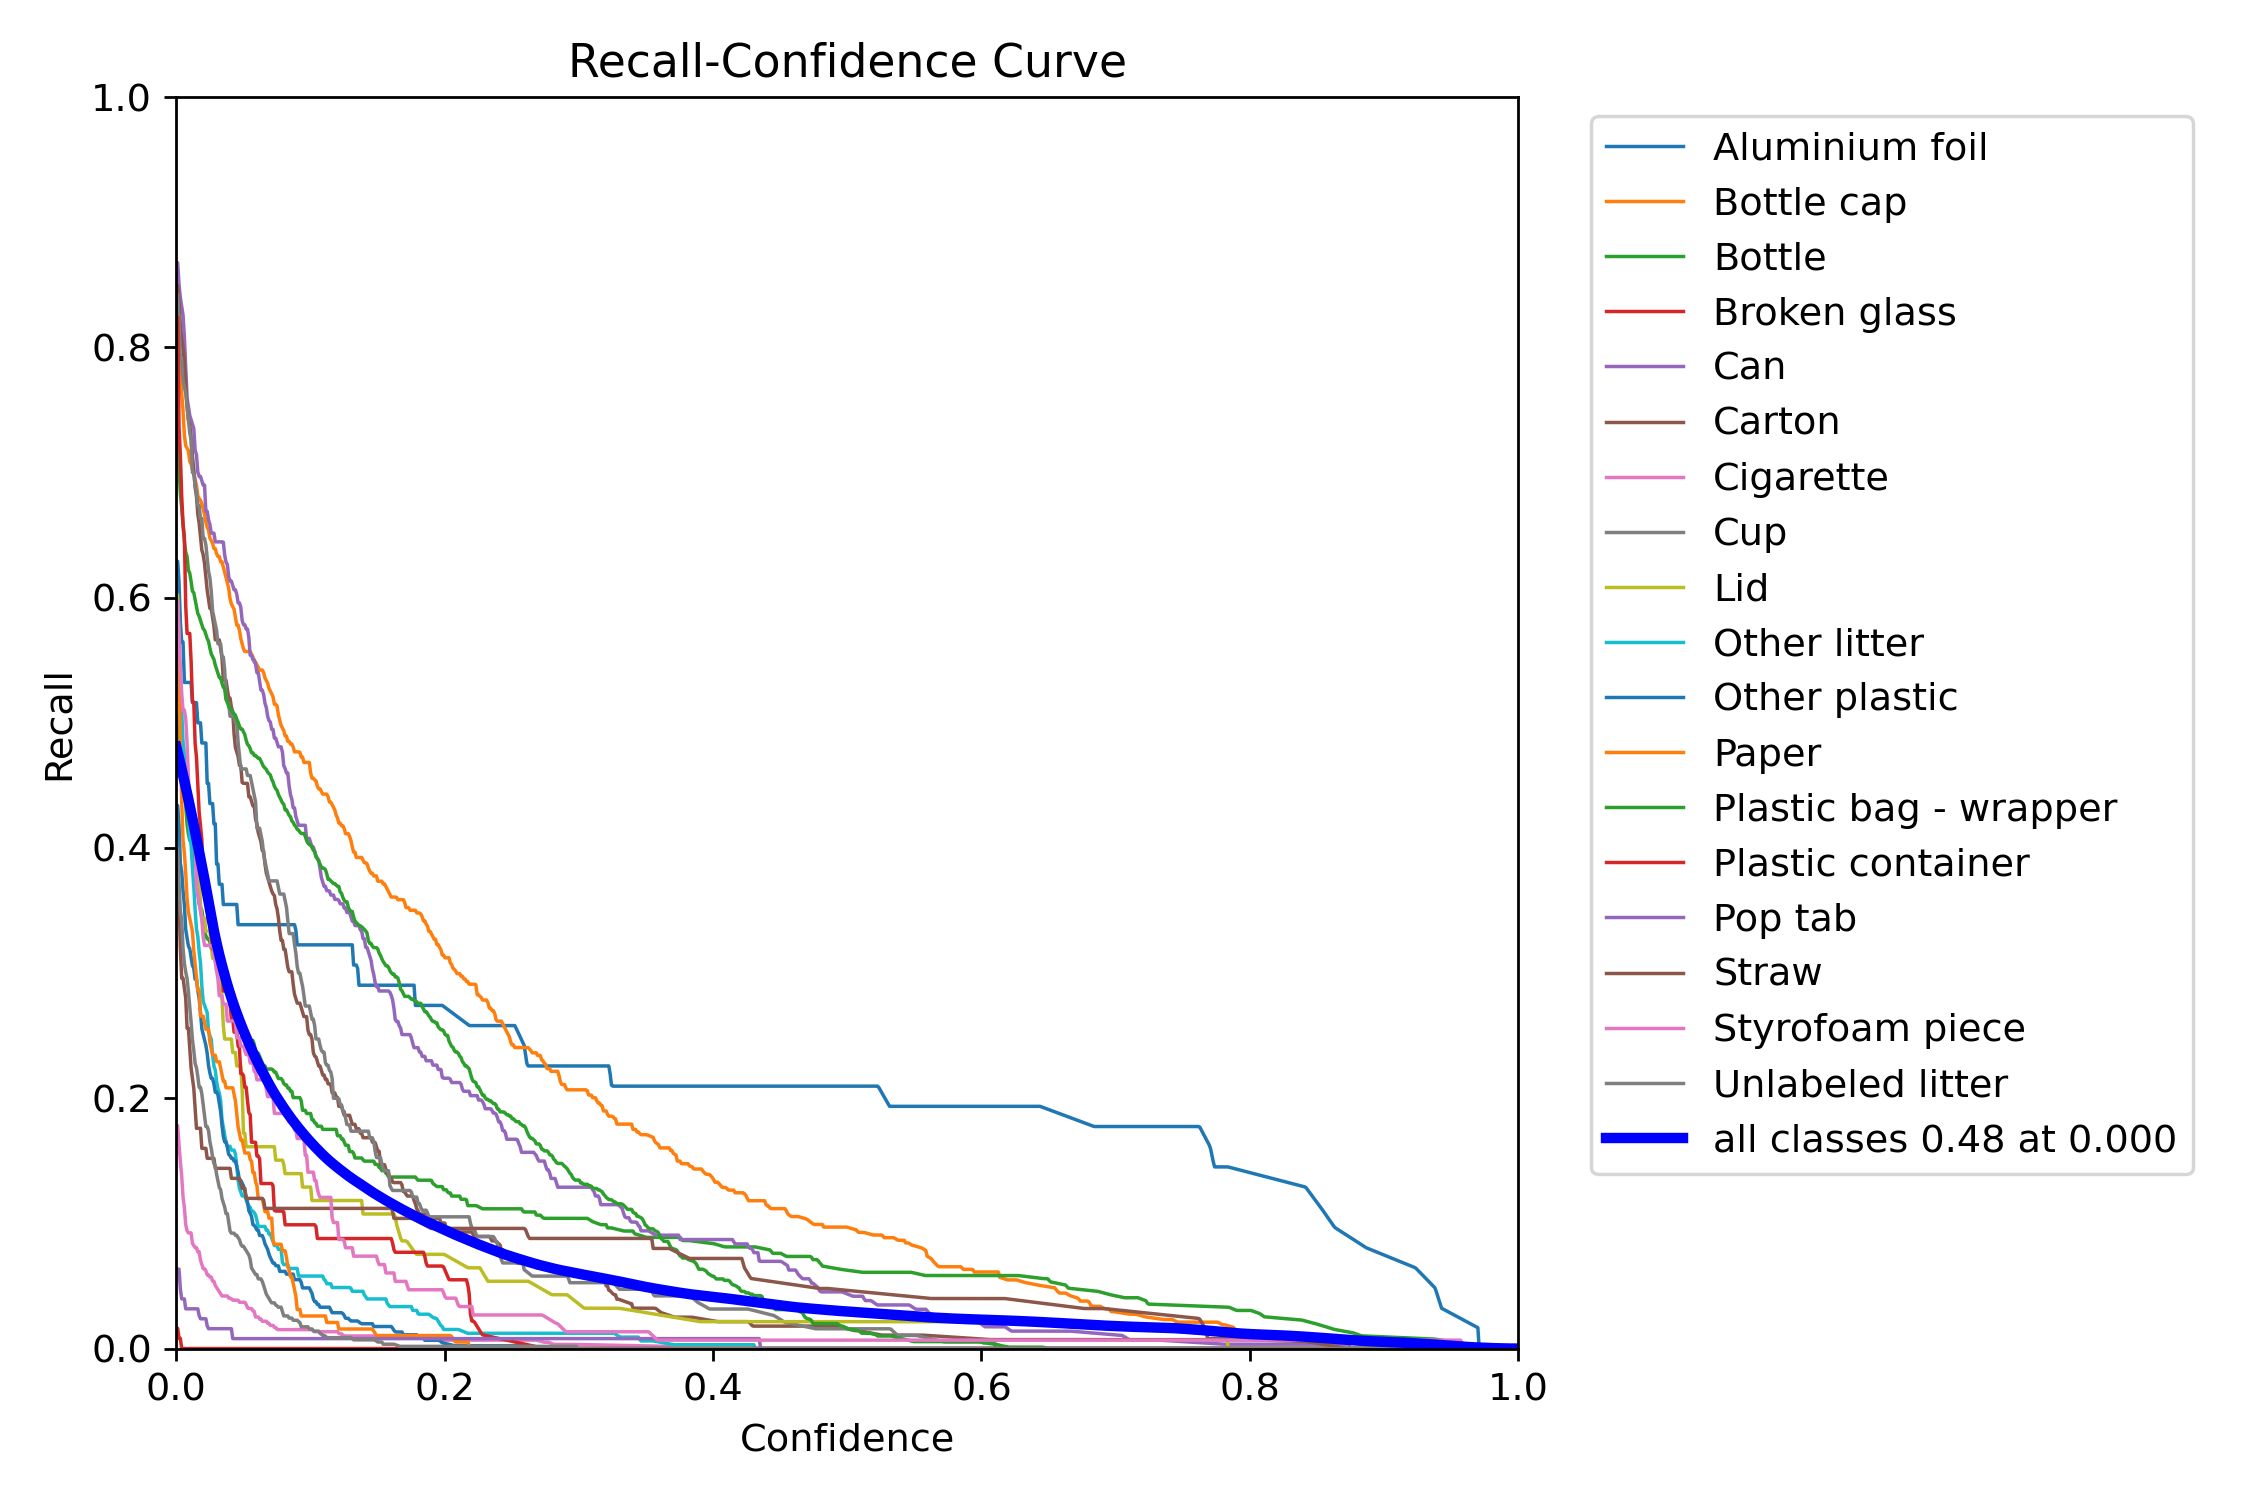 Recall-Confidence Curve
1.0
0.8
0.6
0.4
0.2
0.0
Recall
0.0 0.2 0.4 0.6 0.8 1.0
Confidence
Aluminium foil
Bottle cap
Bottle
Broken glass
Can
Carton
Cigarette
Cup
Lid
Other litter
Other plastic
Paper
Plastic bag - wrapper
Plastic container
Pop tab
Straw
Styrofoam piece
Unlabeled litter
all classes 0.48 at 0.000